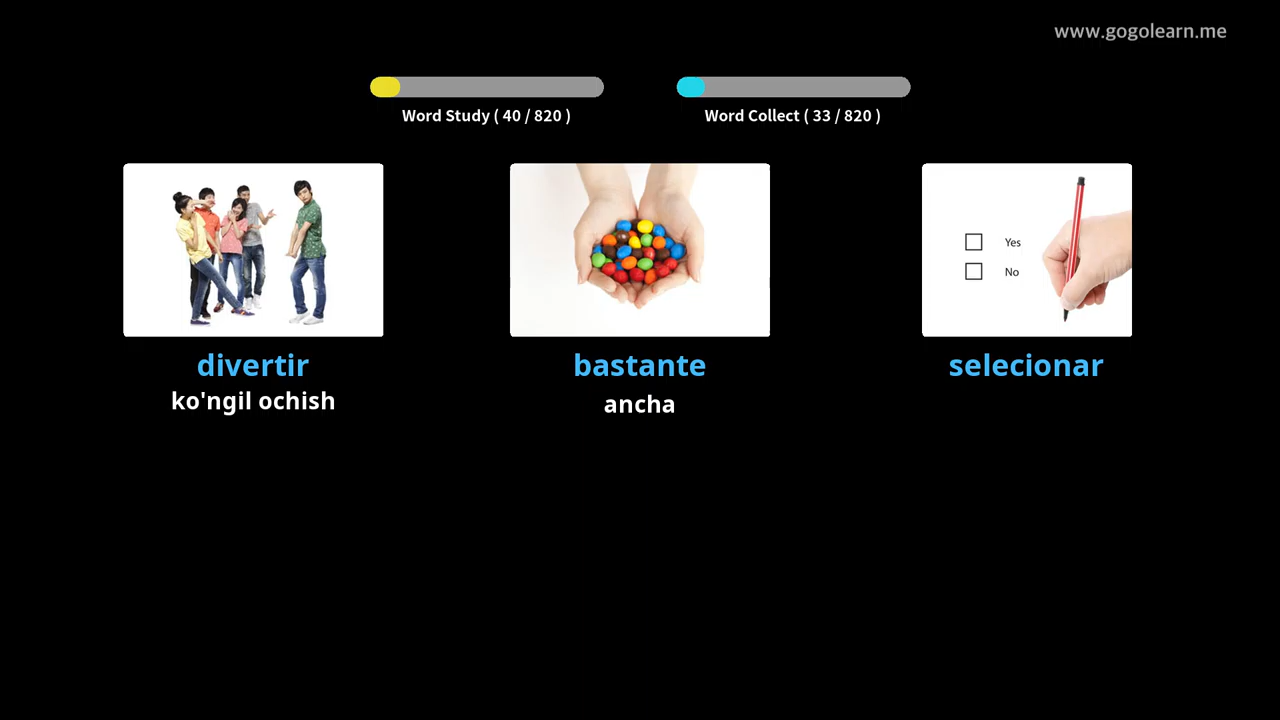 www.gogolearn.me
Word Study ( 40 / 820 )
Word Collect ( 33 / 820 )
Yes
No
divertir
bastante
selecionar
ko'ngil ochish
ancha